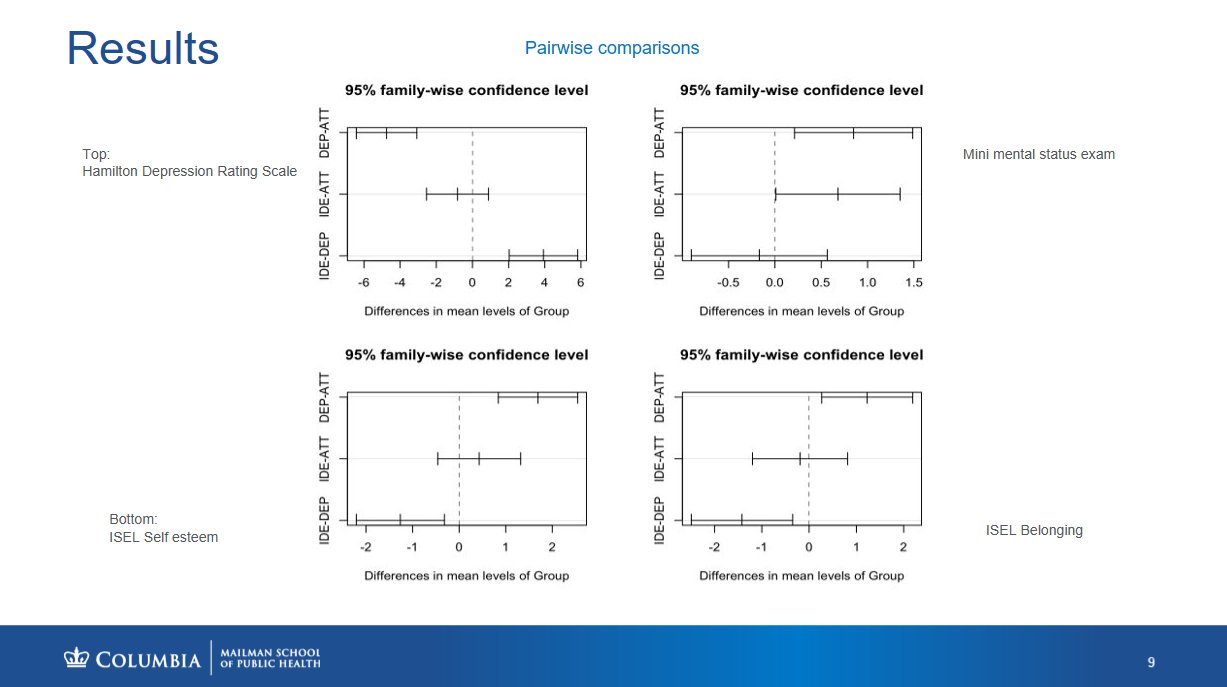 Results
Pairwise comparisons
Top:
Hamilton Depression Rating Scale
95% family-wise confidence level
DEP-ATT
IDE-ATT
IDE-DEP
-6 -4 -2 0 2 4 6
Differences in mean levels of Group
95% family-wise confidence level
DEP-ATT
IDE-ATT
IDE-DEP
-0.5 0.0 0.5 1.0 1.5
Differences in mean levels of Group
Mini mental status exam
Bottom:
ISEL Self esteem
95% family-wise confidence level
DEP-ATT
IDE-ATT
IDE-DEP
-2 -1 0 1 2
Differences in mean levels of Group
95% family-wise confidence level
DEP-ATT
IDE-ATT
IDE-DEP
-2 -1 0 1 2
Differences in mean levels of Group
ISEL Belonging
COLUMBIA
MAILMAN SCHOOL
OF PUBLIC HEALTH
9